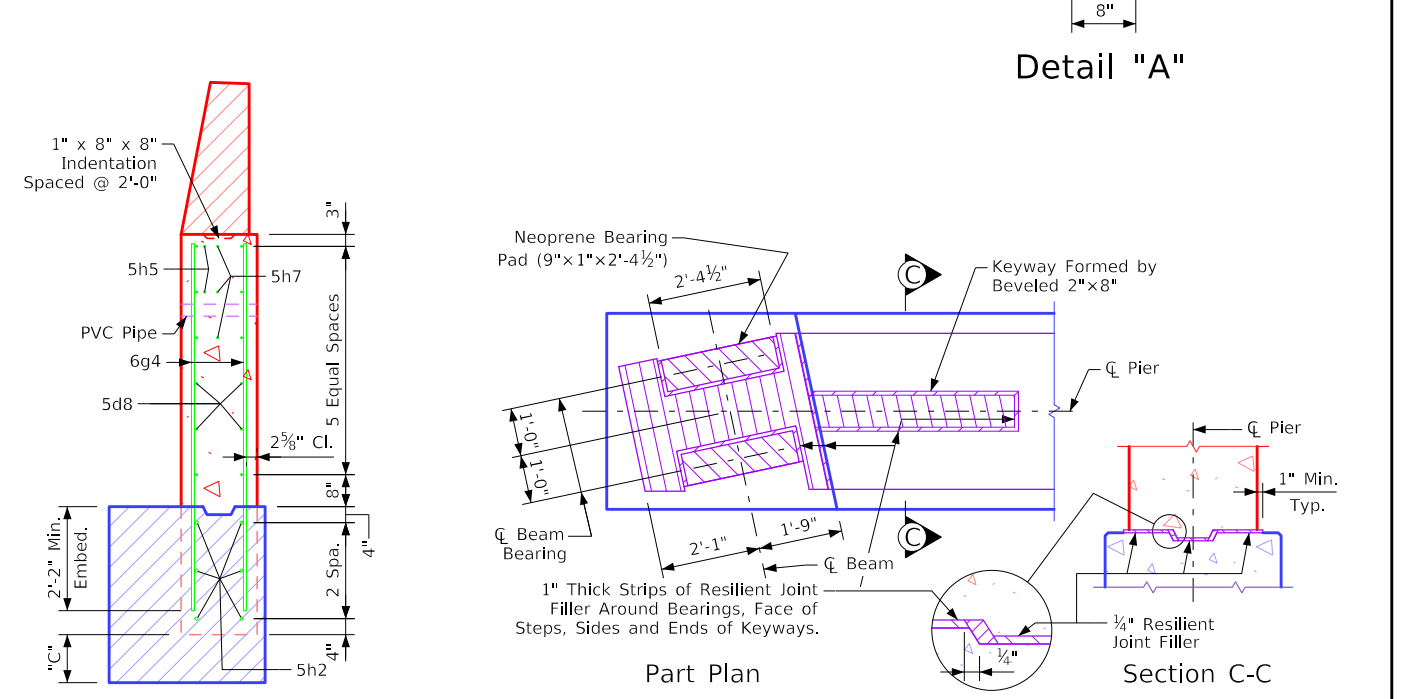 8"
Detail "A"
1" x 8" x 8"
Indentation
Spaced @ 2'-0"
3"
5h5
5h7
PVC Pipe
6g4
5d8
5 Equal Spaces
2⅝" Cl.
8"
4"
2'-2" Min.
Embed.
2 Spa.
"C"
4"
5h2
Neoprene Bearing
Pad (9"×1"×2'-4½")
2'-4½"
C
Keyway Formed by
Beveled 2"×8"
℄ Pier
1'-0"
1'-0"
℄ Beam
Bearing
2'-1"
1'-9"
C
℄ Beam
1" Thick Strips of Resilient Joint
Filler Around Bearings, Face of
Steps, Sides and Ends of Keyways.
Part Plan
℄ Pier
1" Min.
Typ.
¼"
¼" Resilient
Joint Filler
Section C-C